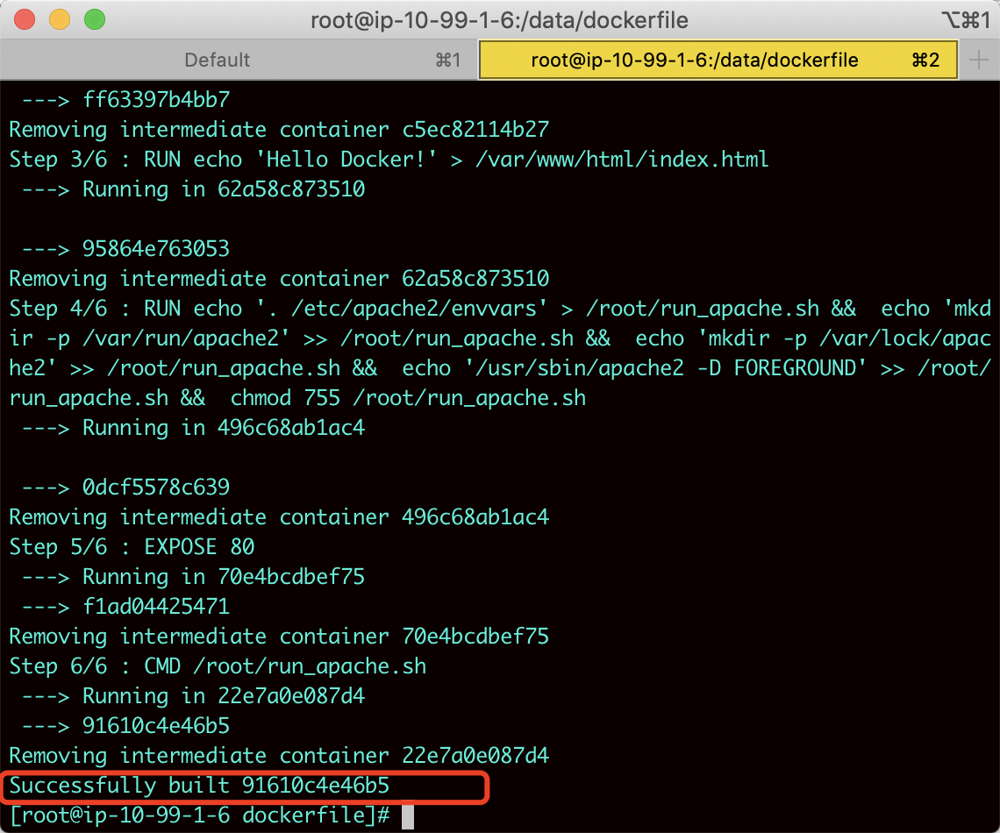 root@ip-10-99-1-6:/data/dockerfile ⌥⌘1
Default ⌘1 root@ip-10-99-1-6:/data/dockerfile ⌘2 +
---> ff63397b4bb7
Removing intermediate container c5ec82114b27
Step 3/6 : RUN echo 'Hello Docker!' > /var/www/html/index.html
---> Running in 62a58c873510
---> 95864e763053
Removing intermediate container 62a58c873510
Step 4/6 : RUN echo '. /etc/apache2/envvars' > /root/run_apache.sh &&  echo 'mkd
ir -p /var/run/apache2' >> /root/run_apache.sh &&  echo 'mkdir -p /var/lock/apac
he2' >> /root/run_apache.sh &&  echo '/usr/sbin/apache2 -D FOREGROUND' >> /root/
run_apache.sh &&  chmod 755 /root/run_apache.sh
---> Running in 496c68ab1ac4
---> 0dcf5578c639
Removing intermediate container 496c68ab1ac4
Step 5/6 : EXPOSE 80
---> Running in 70e4bcdbef75
---> f1ad04425471
Removing intermediate container 70e4bcdbef75
Step 6/6 : CMD /root/run_apache.sh
---> Running in 22e7a0e087d4
---> 91610c4e46b5
Removing intermediate container 22e7a0e087d4
Successfully built 91610c4e46b5
[root@ip-10-99-1-6 dockerfile]#